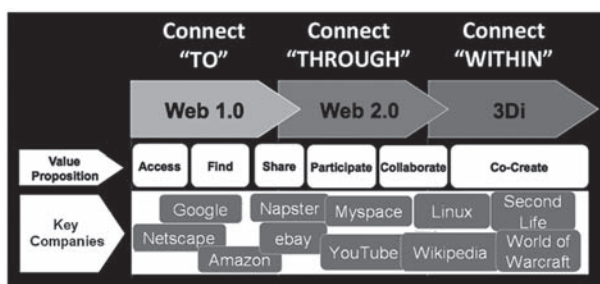 Connect "TO"
Connect "THROUGH"
Connect "WITHIN"
Web 1.0
Web 2.0
3Di
Value Proposition
Access
Find
Share
Participate
Collaborate
Co-Create
Key Companies
Google
Napster
Myspace
Linux
Second Life
Netscape
ebay
Amazon
YouTube
Wikipedia
World of Warcraft